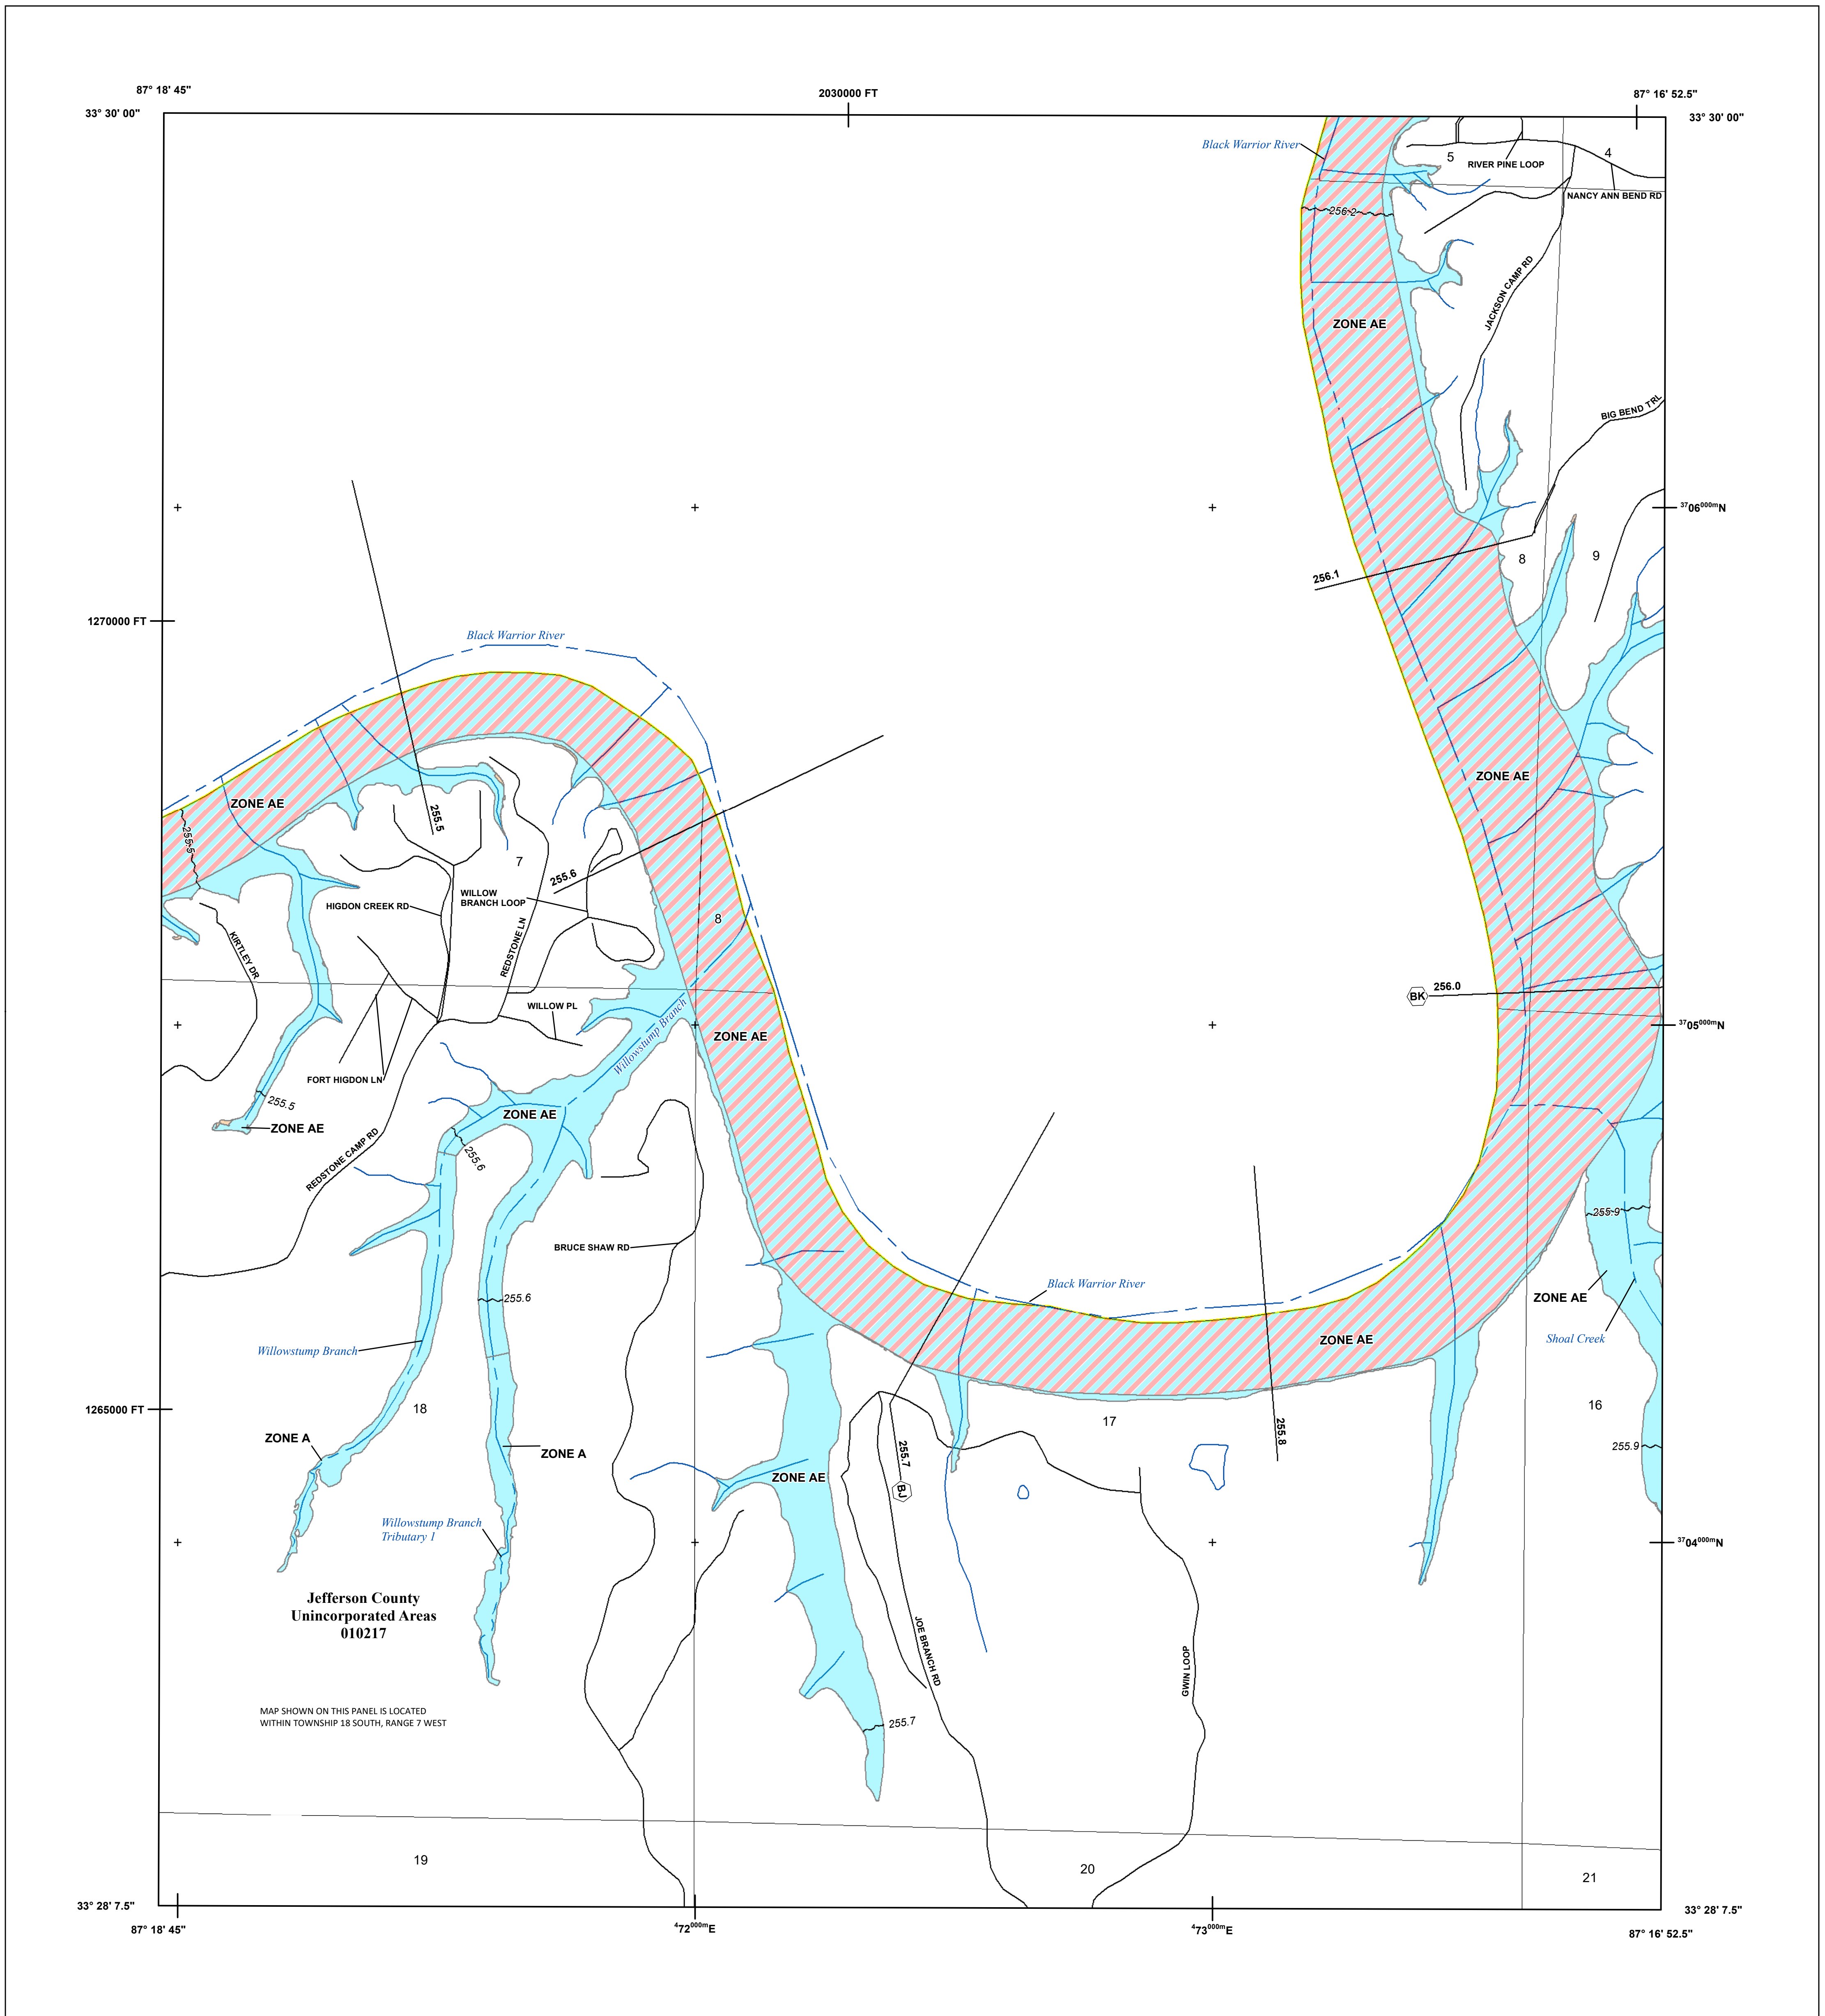 87° 18' 45"
2030000 FT
87° 16' 52.5"
33° 30' 00"
33° 30' 00"
Black Warrior River
5
4
RIVER PINE LOOP
NANCY ANN BEND RD
256.2
JACKSON CAMP RD
ZONE AE
BIG BEND TRL
3706000mN
8
9
256.1
1270000 FT
Black Warrior River
ZONE AE
ZONE AE
255.5
255.5
7
255.6
WILLOW
BRANCH LOOP
HIGDON CREEK RD
8
REDSTONE LN
KIRTLEY DR
BK
256.0
WILLOW PL
3705000mN
Willowstump Branch
ZONE AE
FORT HIGDON LN
255.5
ZONE AE
ZONE AE
REDSTONE CAMP RD
255.6
255.9
BRUCE SHAW RD
Black Warrior River
255.6
ZONE AE
ZONE AE
Shoal Creek
Willowstump Branch
18
17
16
1265000 FT
255.8
ZONE A
ZONE A
255.7
255.9
ZONE AE
BJ
Willowstump Branch
Tributary 1
3704000mN
Jefferson County
Unincorporated Areas
010217
JOE BRANCH RD
GWIN LOOP
MAP SHOWN ON THIS PANEL IS LOCATED
WITHIN TOWNSHIP 18 SOUTH, RANGE 7 WEST
255.7
19
20
21
33° 28' 7.5"
33° 28' 7.5"
87° 18' 45"
472000mE
473000mE
87° 16' 52.5"